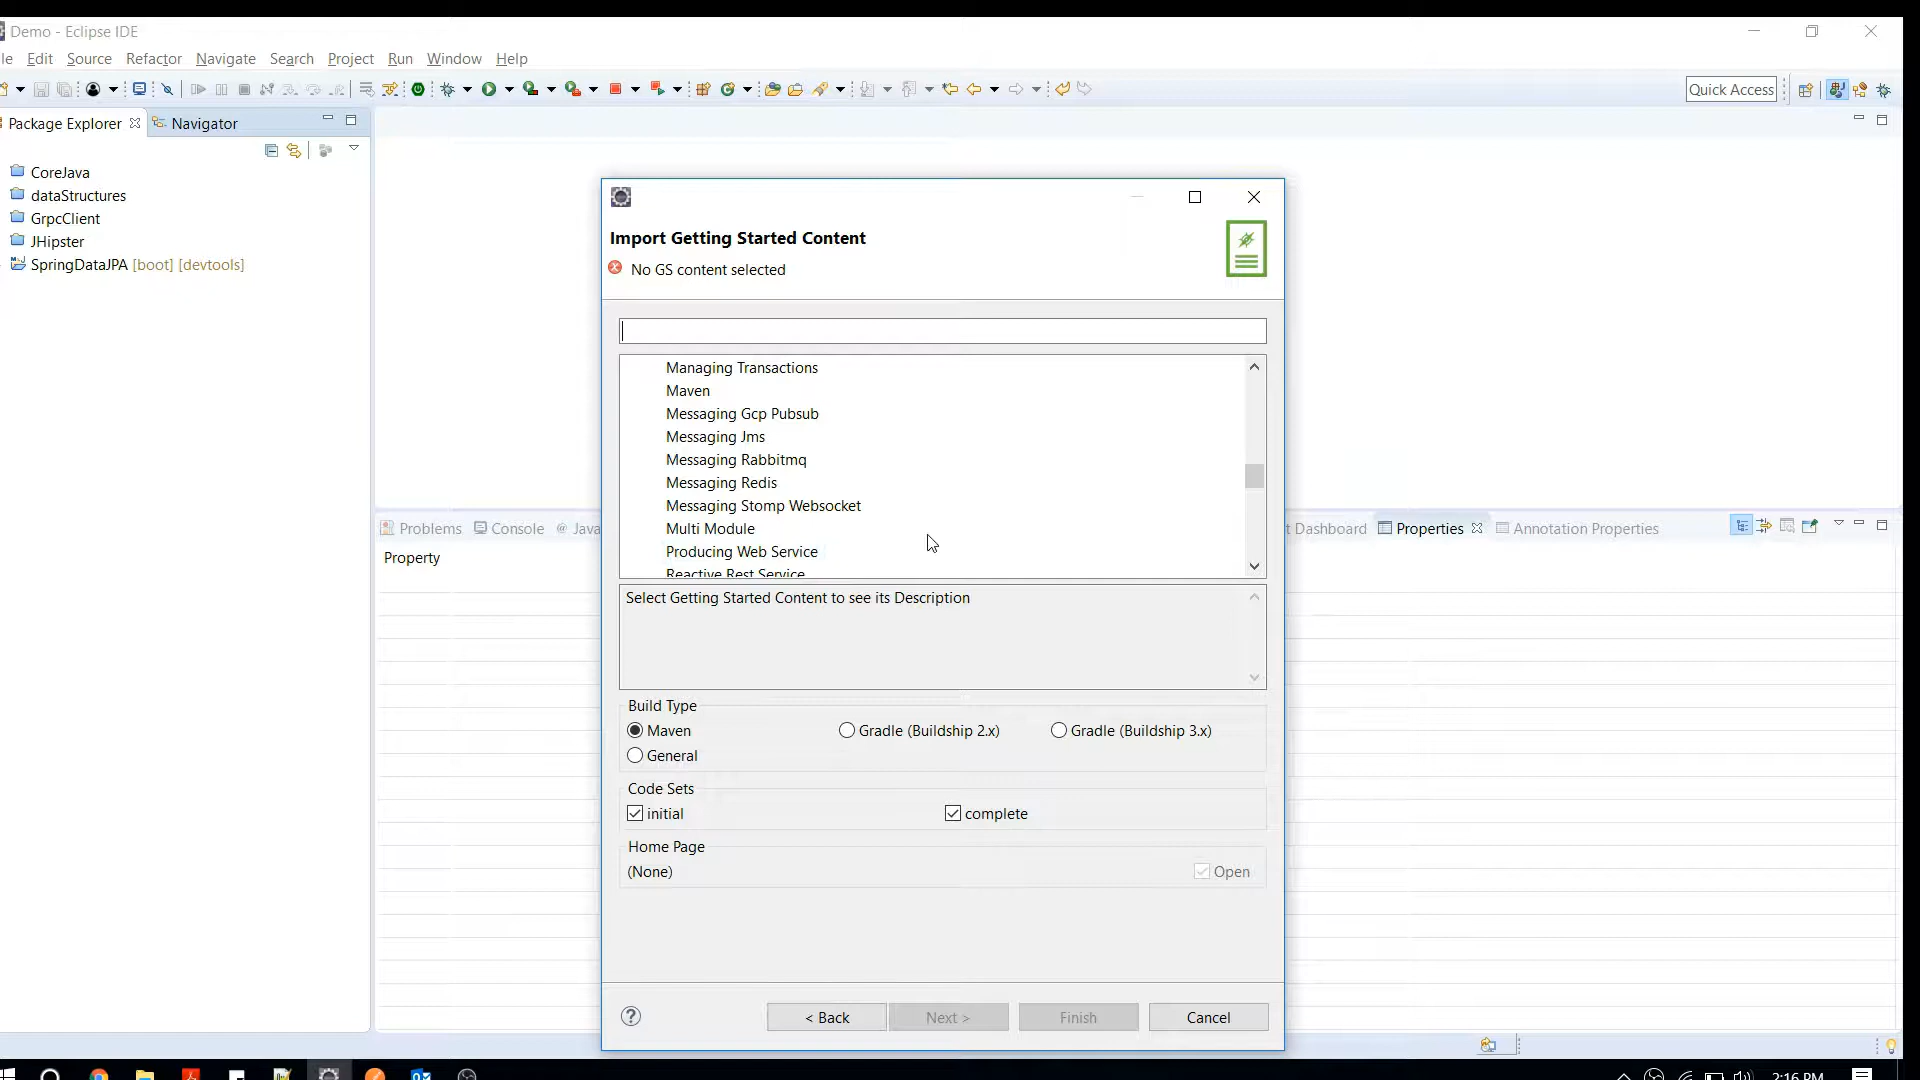 Demo - Eclipse IDE
le Edit Source Refactor Navigate Search Project Run Window Help
Quick Access
Package Explorer Navigator
CoreJava
dataStructures
GrpcClient
JHipster
SpringDataJPA [boot] [devtools]
Import Getting Started Content
No GS content selected
Managing Transactions
Maven
Messaging Gcp Pubsub
Messaging Jms
Messaging Rabbitmq
Messaging Redis
Messaging Stomp Websocket
Multi Module
Producing Web Service
Reactive Rest Service
Select Getting Started Content to see its Description
Build Type
Maven Gradle (Buildship 2.x) Gradle (Buildship 3.x)
General
Code Sets
initial complete
Home Page
(None) Open
< Back Next > Finish Cancel
Problems Console @ Java t Dashboard Properties Annotation Properties
Property
2:16 PM